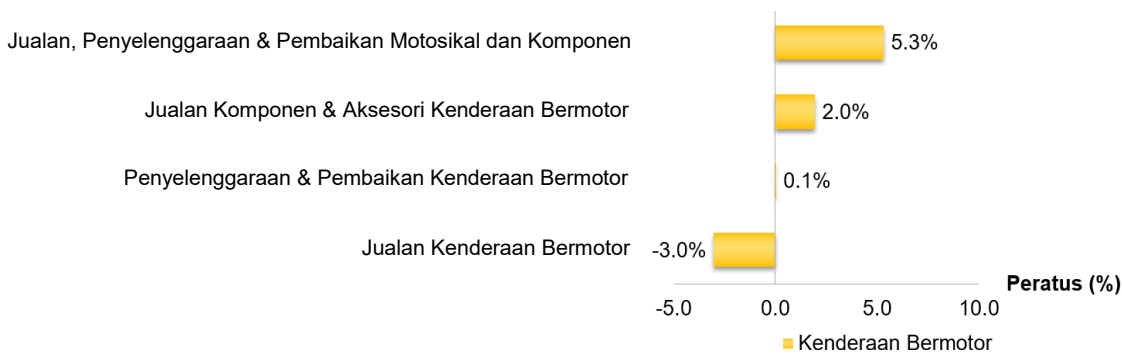 Jualan, Penyelenggaraan & Pembaikan Motosikal dan Komponen
5.3%
Jualan Komponen & Aksesori Kenderaan Bermotor
2.0%
Penyelenggaraan & Pembaikan Kenderaan Bermotor
0.1%
Jualan Kenderaan Bermotor
-3.0%
Peratus (%)
-5.0 0.0 5.0 10.0
Kenderaan Bermotor